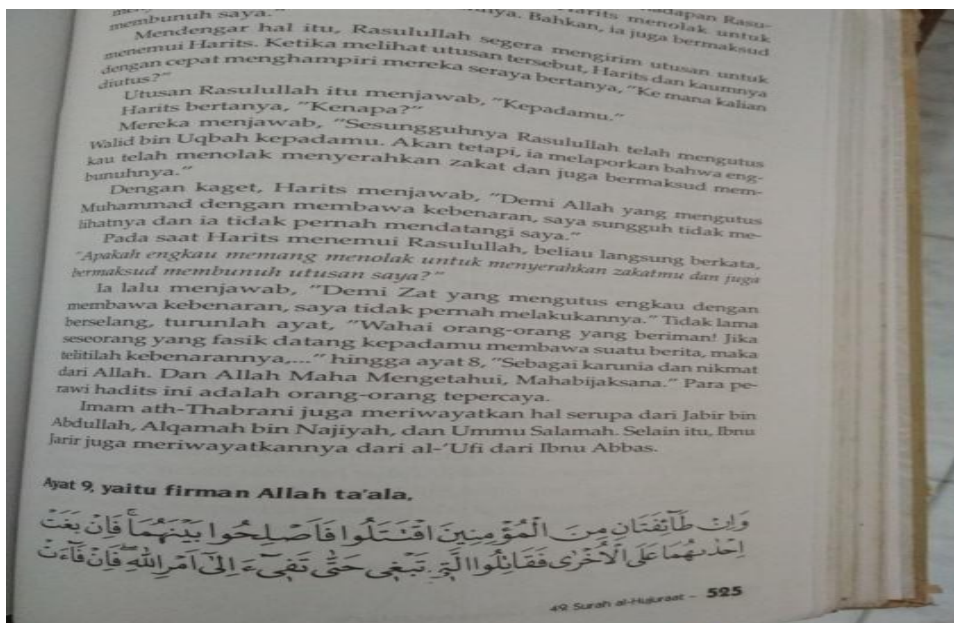 membunuh saya." Bahkan, ia juga bermaksud
Mendengar hal itu, Rasulullah segera mengirim utusan untuk
menemui Harits. Ketika melihat utusan tersebut, Harits dan kaumnya
dengan cepat menghampiri mereka seraya bertanya, "Ke mana kalian
diutus?"
Utusan Rasulullah itu menjawab, "Kepadamu."
Harits bertanya, "Kenapa?"
Mereka menjawab, "Sesungguhnya Rasulullah telah mengutus
Walid bin Uqbah kepadamu. Akan tetapi, ia melaporkan bahwa eng-
kau telah menolak menyerahkan zakat dan juga bermaksud mem-
bunuhnya."
Dengan kaget, Harits menjawab, "Demi Allah yang mengutus
Muhammad dengan membawa kebenaran, saya sungguh tidak me-
lihatnya dan ia tidak pernah mendatangi saya."
Pada saat Harits menemui Rasulullah, beliau langsung berkata,
"Apakah engkau memang menolak untuk menyerahkan zakatmu dan juga
bermaksud membunuh utusan saya?"
Ia lalu menjawab, "Demi Zat yang mengutus engkau dengan
membawa kebenaran, saya tidak pernah melakukannya." Tidak lama
berselang, turunlah ayat, "Wahai orang-orang yang beriman! Jika
seseorang yang fasik datang kepadamu membawa suatu berita, maka
telitilah kebenarannya,..." hingga ayat 8, "Sebagai karunia dan nikmat
dari Allah. Dan Allah Maha Mengetahui, Mahabijaksana." Para pe-
rawi hadits ini adalah orang-orang tepercaya.
Imam ath-Thabrani juga meriwayatkan hal serupa dari Jabir bin
Abdullah, Alqamah bin Najiyah, dan Ummu Salamah. Selain itu, Ibnu
Jarir juga meriwayatkannya dari al-'Ufi dari Ibnu Abbas.
Ayat 9, yaitu firman Allah ta'ala,
وَاِنْ طَاۤىِٕفَتَانِ مِنَ الْمُؤْمِنِيْنَ اقْتَتَلُوْا فَاَصْلِحُوْا بَيْنَهُمَاۚ فَاِنْۢ بَغَتْ
اِحْدٰىهُمَا عَلَى الْاُخْرٰى فَقَاتِلُوا الَّتِيْ تَبْغِيْ حَتّٰى تَفِيْۤءَ اِلٰٓى اَمْرِ اللّٰهِۖ فَاِنْ فَاۤءَتْ
49. Surah al-Hujuraat – 525